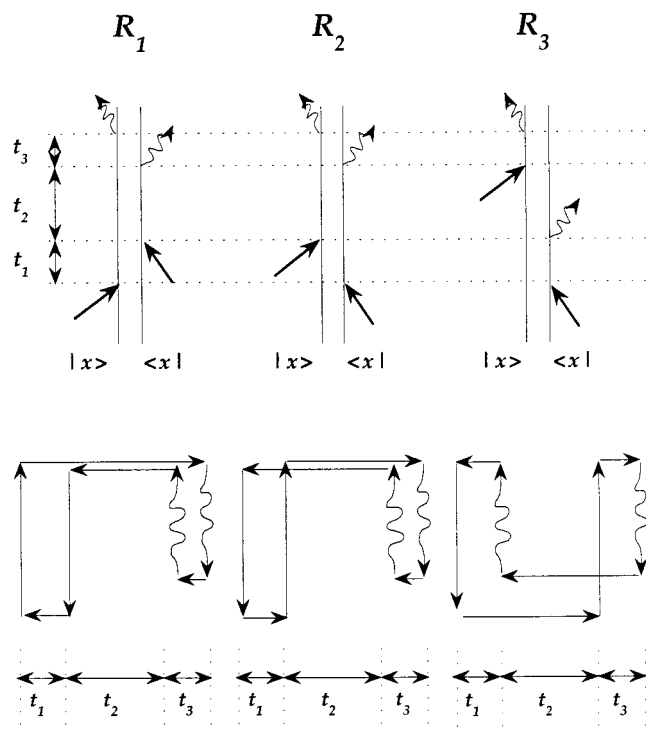 R₁ R₂ R₃
t₃
t₂
t₁
|x> <x| |x> <x| |x> <x|
t₁ t₂ t₃ t₁ t₂ t₃ t₁ t₂ t₃